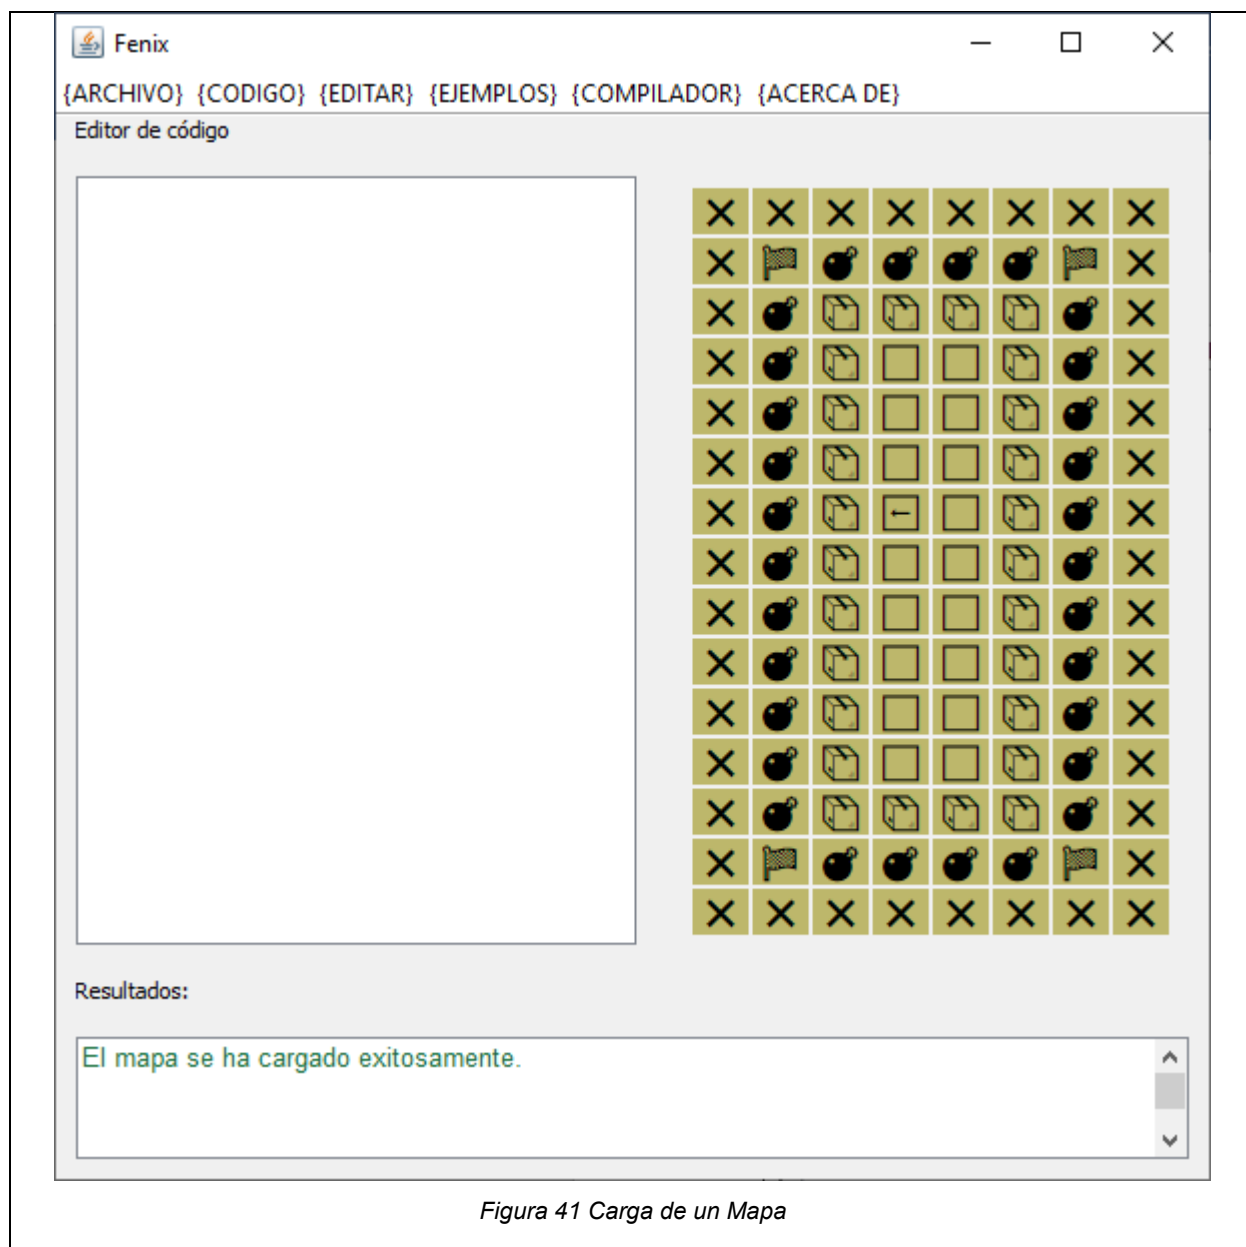 Fenix
{ARCHIVO} {CODIGO} {EDITAR} {EJEMPLOS} {COMPILADOR} {ACERCA DE}
Editor de código
Resultados:
El mapa se ha cargado exitosamente.
Figura 41 Carga de un Mapa